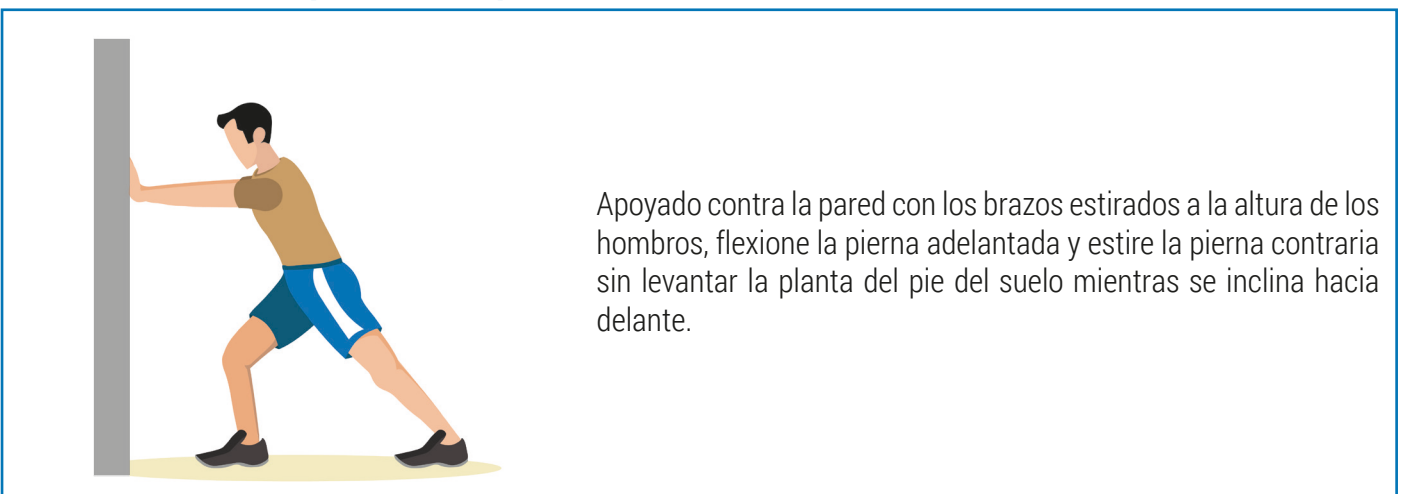 Apoyado contra la pared con los brazos estirados a la altura de los
hombros, flexione la pierna adelantada y estire la pierna contraria
sin levantar la planta del pie del suelo mientras se inclina hacia
delante.